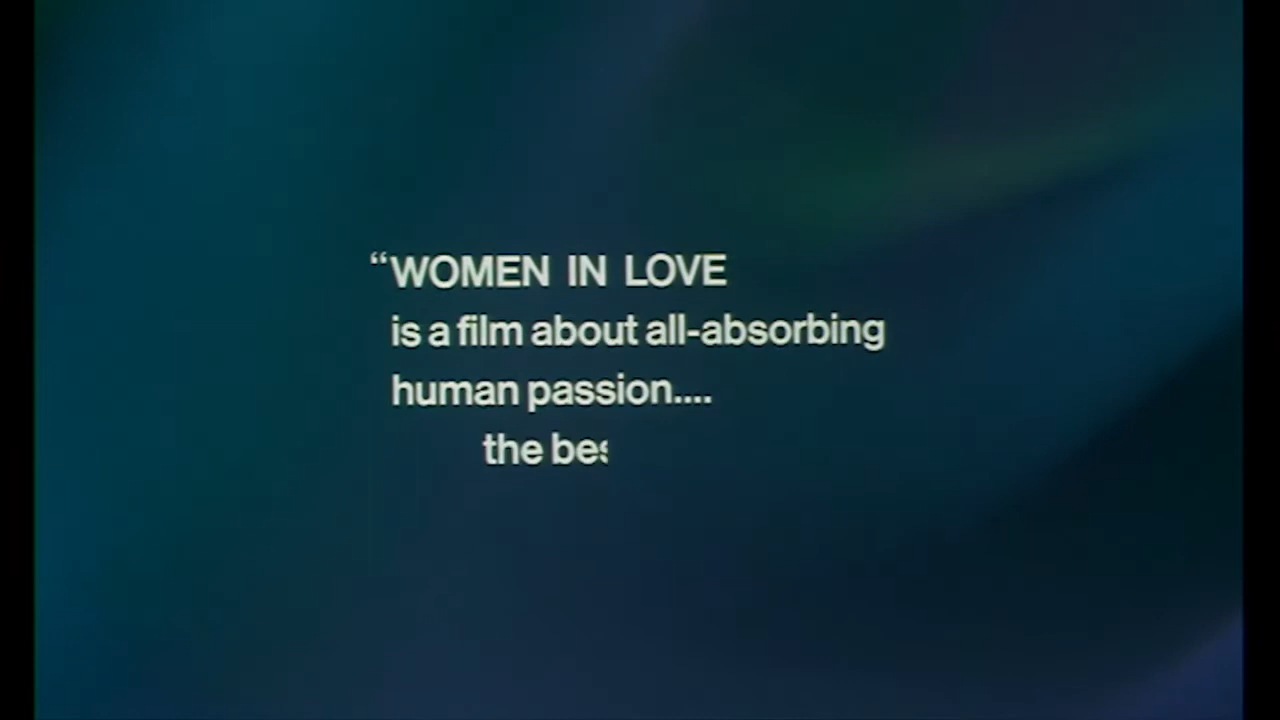 “WOMEN IN LOVE
is a film about all-absorbing
human passion....
the bes